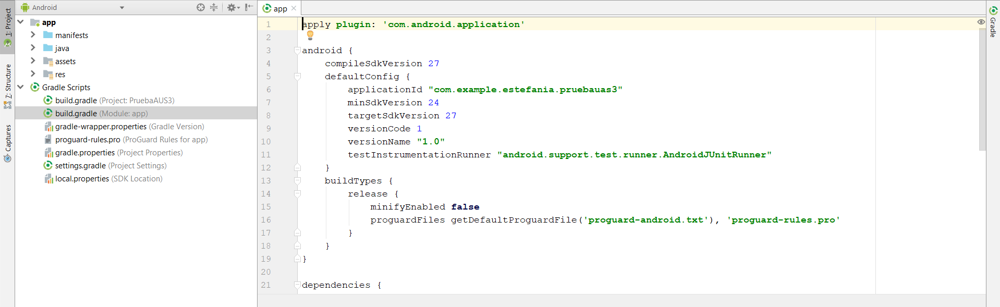 Android
1: Project
7: Structure
Captures
app
manifests
java
assets
res
Gradle Scripts
build.gradle (Project: PruebaAUS3)
build.gradle (Module: app)
gradle-wrapper.properties (Gradle Version)
proguard-rules.pro (ProGuard Rules for app)
gradle.properties (Project Properties)
settings.gradle (Project Settings)
local.properties (SDK Location)
app
1 apply plugin: 'com.android.application'
2
3 android {
4 compileSdkVersion 27
5 defaultConfig {
6 applicationId "com.example.estefania.pruebauas3"
7 minSdkVersion 24
8 targetSdkVersion 27
9 versionCode 1
10 versionName "1.0"
11 testInstrumentationRunner "android.support.test.runner.AndroidJUnitRunner"
12 }
13 buildTypes {
14 release {
15 minifyEnabled false
16 proguardFiles getDefaultProguardFile('proguard-android.txt'), 'proguard-rules.pro'
17 }
18 }
19 }
20
21 dependencies {
Gradle